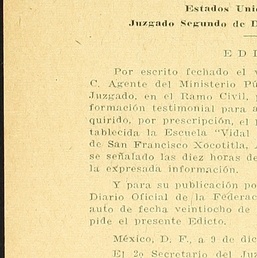 Estados Uni
Juzgado Segundo de D
E D I
Por escrito fechado el v
C. Agente del Ministerio Pú
Juzgado, en el Ramo Civil,
formación testimonial para a
quirido, por prescripción, el
tablecida la Escuela "Vidal
de San Francisco Xocotitla,
se señalado las diez horas de
la expresada información.
Y para su publicación po
Diario Oficial de la Federac
auto de fecha veintiocho de
pide el presente Edicto.
México, D. F., a 9 de dic
El 2o Secretario del Juz